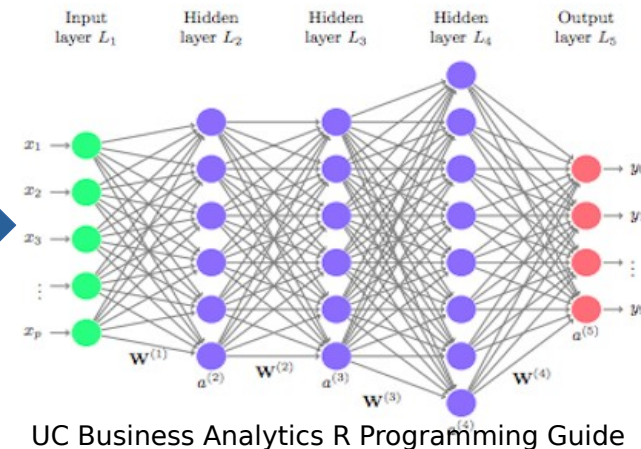 Input Hidden Hidden Hidden Output
layer L₁ layer L₂ layer L₃ layer L₄ layer L₅
x₁
x₂
x₃
⋮
xₚ
y
y
⋮
y
W⁽¹⁾
a⁽²⁾
W⁽²⁾
a⁽³⁾
W⁽³⁾
a⁽⁴⁾
W⁽⁴⁾
a⁽⁵⁾
UC Business Analytics R Programming Guide